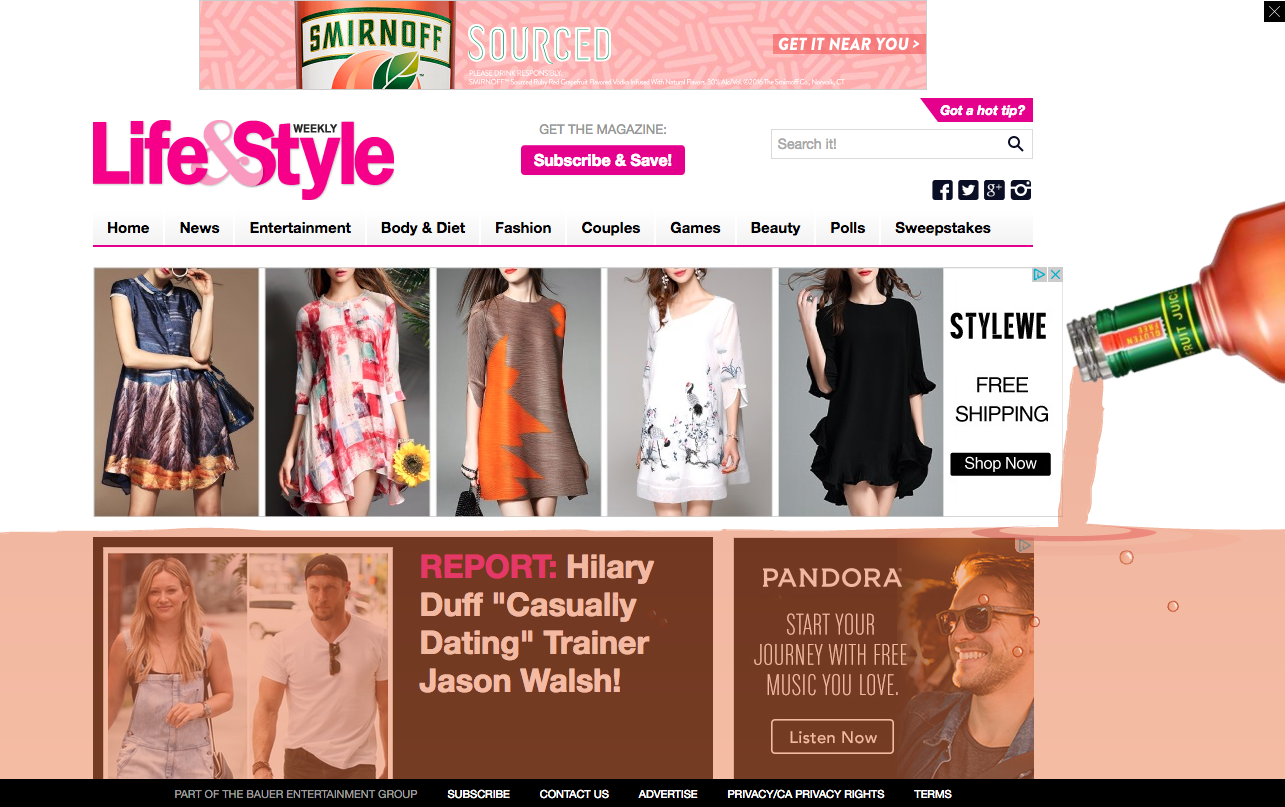 SMIRNOFF
SOURCED
GET IT NEAR YOU >
PLEASE DRINK RESPONSIBLY.
SMIRNOFF Sourced Ruby Red Grapefruit Flavored Vodka Infused With Natural Flavors. 30% Alc/Vol. ©2016 The Smirnoff Co., Norwalk, CT
Got a hot tip?
Life&Style
WEEKLY
GET THE MAGAZINE:
Subscribe & Save!
Search it!
Home News Entertainment Body & Diet Fashion Couples Games Beauty Polls Sweepstakes
STYLEWE
FREE
SHIPPING
Shop Now
GLUTEN
FREE
FRUIT JUICE
REPORT: Hilary
Duff "Casually
Dating" Trainer
Jason Walsh!
PANDORA
START YOUR
JOURNEY WITH FREE
MUSIC YOU LOVE.
Listen Now
PART OF THE BAUER ENTERTAINMENT GROUP SUBSCRIBE CONTACT US ADVERTISE PRIVACY/CA PRIVACY RIGHTS TERMS